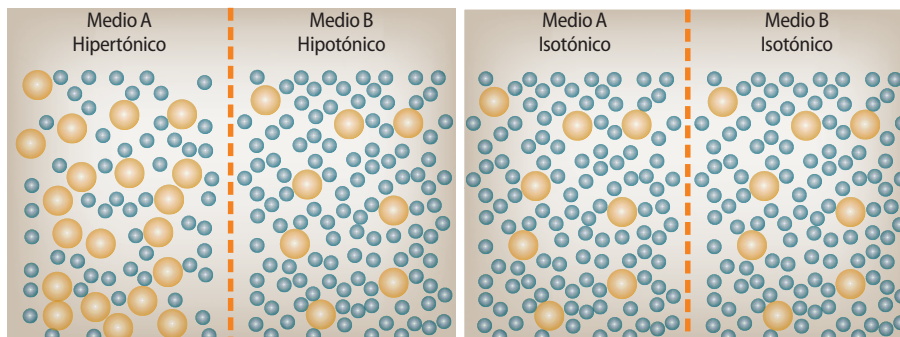 Medio A
Hipertónico
Medio B
Hipotónico
Medio A
Isotónico
Medio B
Isotónico